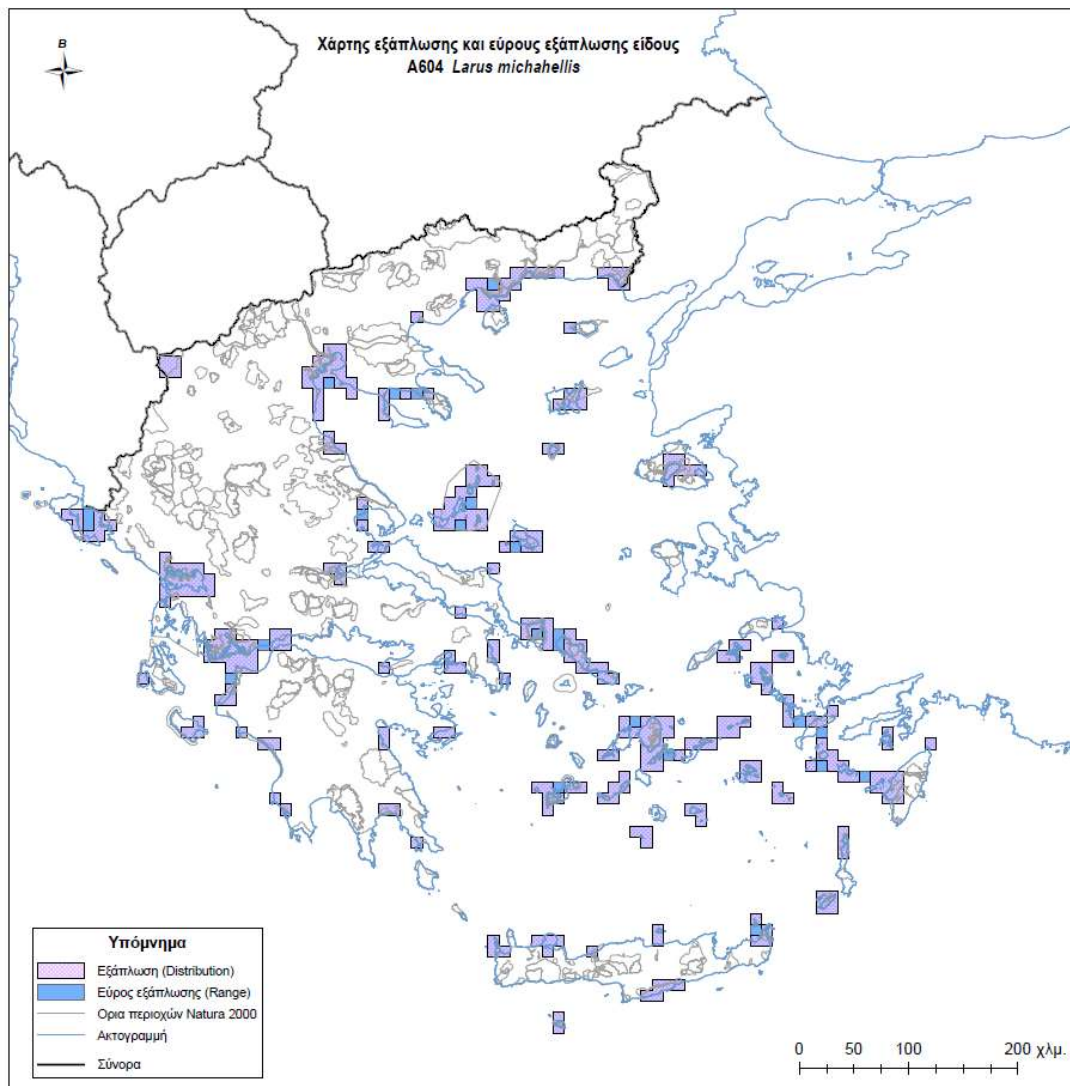 Χάρτης εξάπλωσης και εύρους εξάπλωσης είδους
A604 Larus michahellis
Β
Υπόμνημα
Εξάπλωση (Distribution)
Εύρος εξάπλωσης (Range)
Ορια περιοχών Natura 2000
Ακτογραμμή
Σύνορα
0 50 100 200 χλμ.